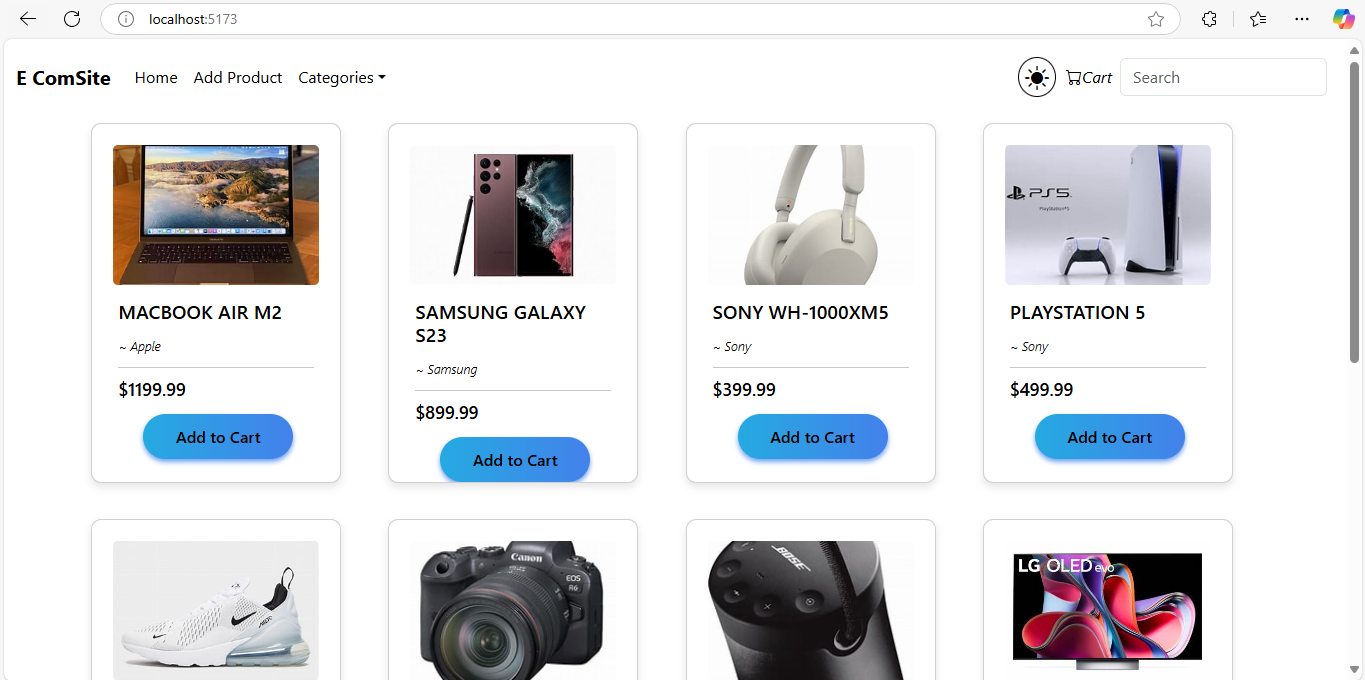 localhost:5173
E ComSite
Home
Add Product
Categories
Cart
Search
MACBOOK AIR M2
~ Apple
$1199.99
Add to Cart
SAMSUNG GALAXY
S23
~ Samsung
$899.99
Add to Cart
SONY WH-1000XM5
~ Sony
$399.99
Add to Cart
PS5
PlayStation5
PLAYSTATION 5
~ Sony
$499.99
Add to Cart
Canon
EOS
R6
BOSE
LG OLED evo